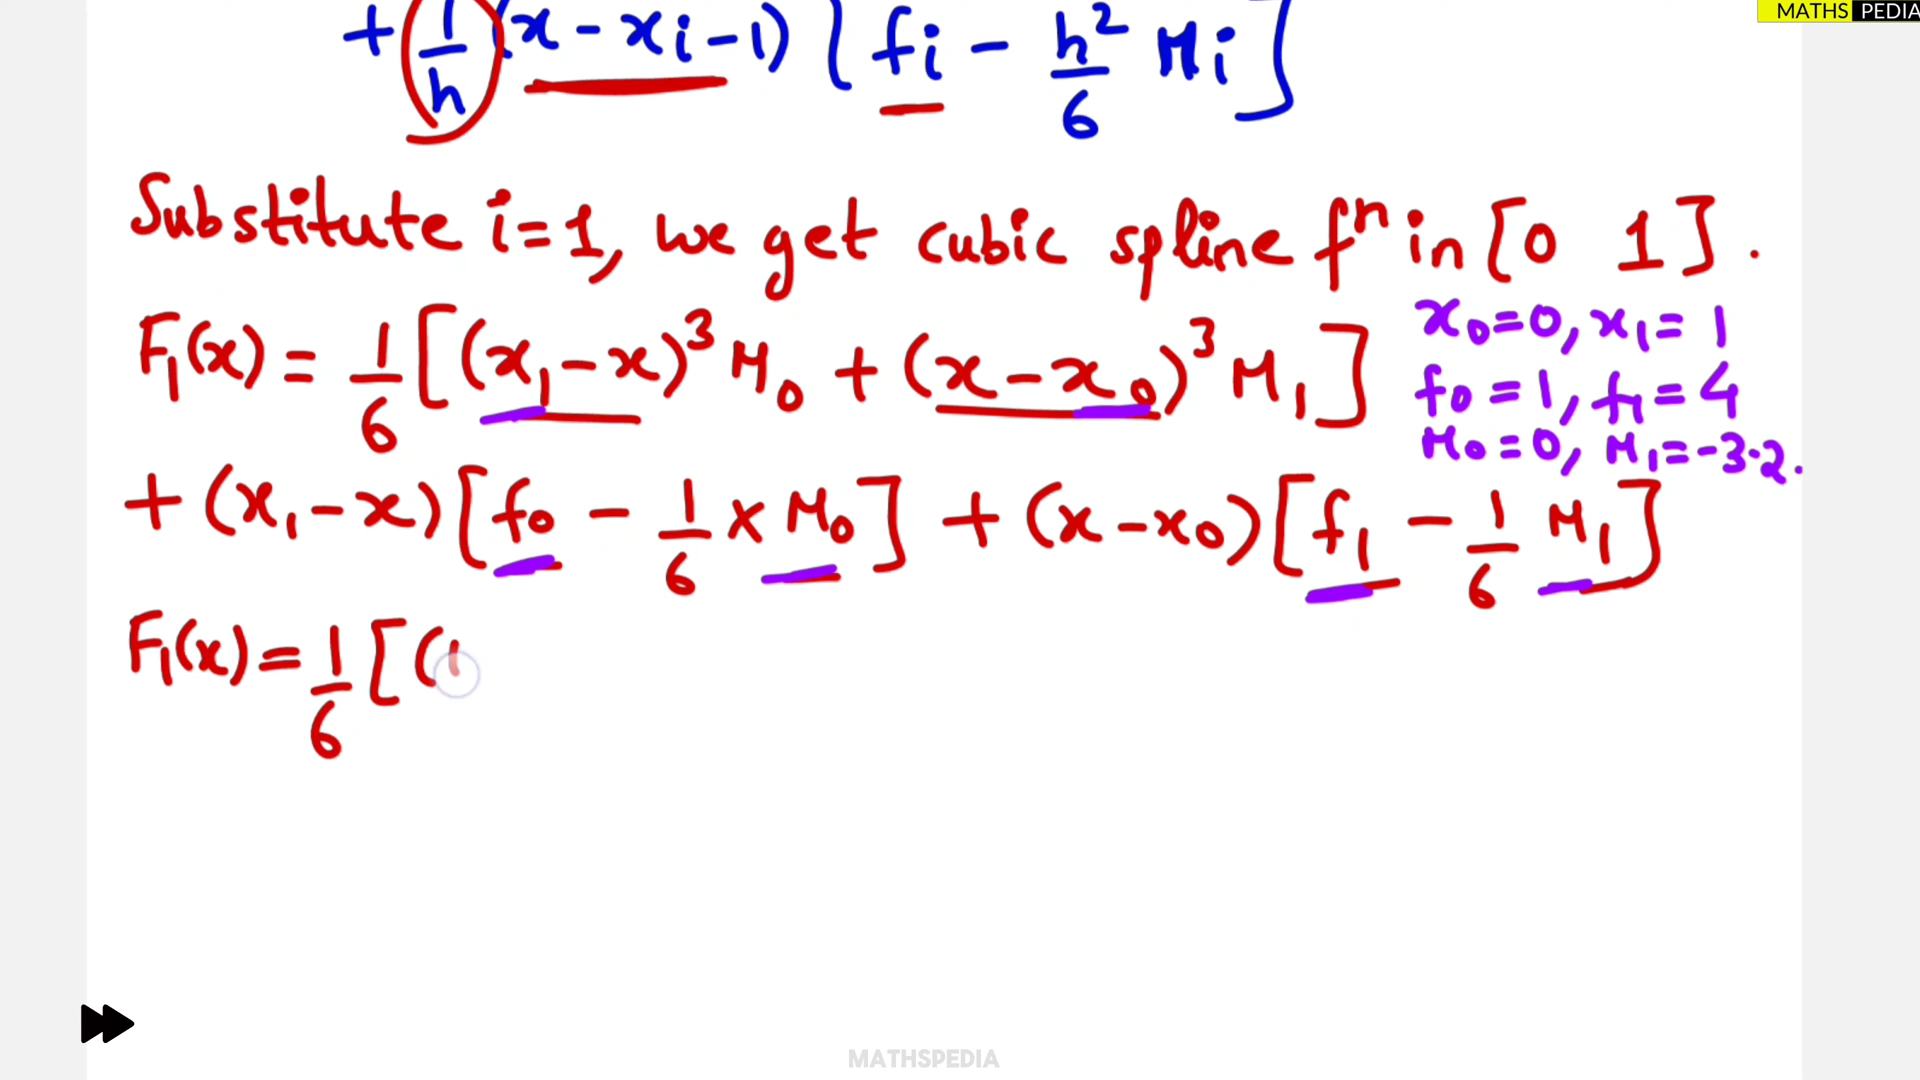 MATHS PEDIA
+ 1/h (x - xi-1) [fi - h²/6 Mi]
Substitute i=1, we get cubic spline fⁿ in [0 1].
F₁(x) = 1/6 [(x₁-x)³ M₀ + (x-x₀)³ M₁]
x₀=0, x₁=1
f₀=1, f₁=4
M₀=0, M₁=-3·2.
+ (x₁-x)[f₀ - 1/6 × M₀] + (x-x₀)[f₁ - 1/6 M₁]
F₁(x) = 1/6 [(1
MATHSPEDIA